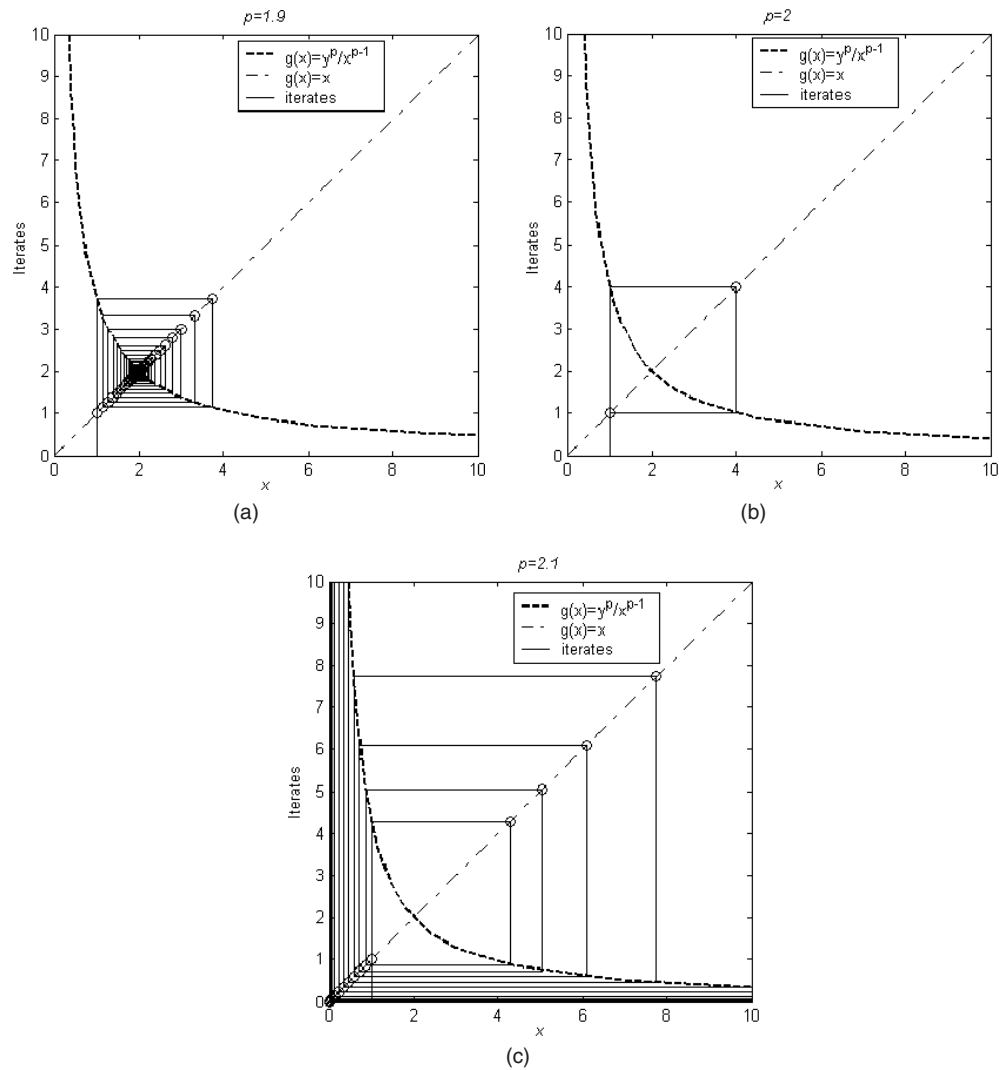 p=1.9
10
9
8
7
6
5
4
3
2
1
0
Iterates
g(x)=y^p/x^{p-1}
g(x)=x
iterates
0 2 4 6 8 10
x
(a)
p=2
10
9
8
7
6
5
4
3
2
1
0
Iterates
g(x)=y^p/x^{p-1}
g(x)=x
iterates
0 2 4 6 8 10
x
(b)
p=2.1
10
9
8
7
6
5
4
3
2
1
0
Iterates
g(x)=y^p/x^{p-1}
g(x)=x
iterates
0 2 4 6 8 10
x
(c)